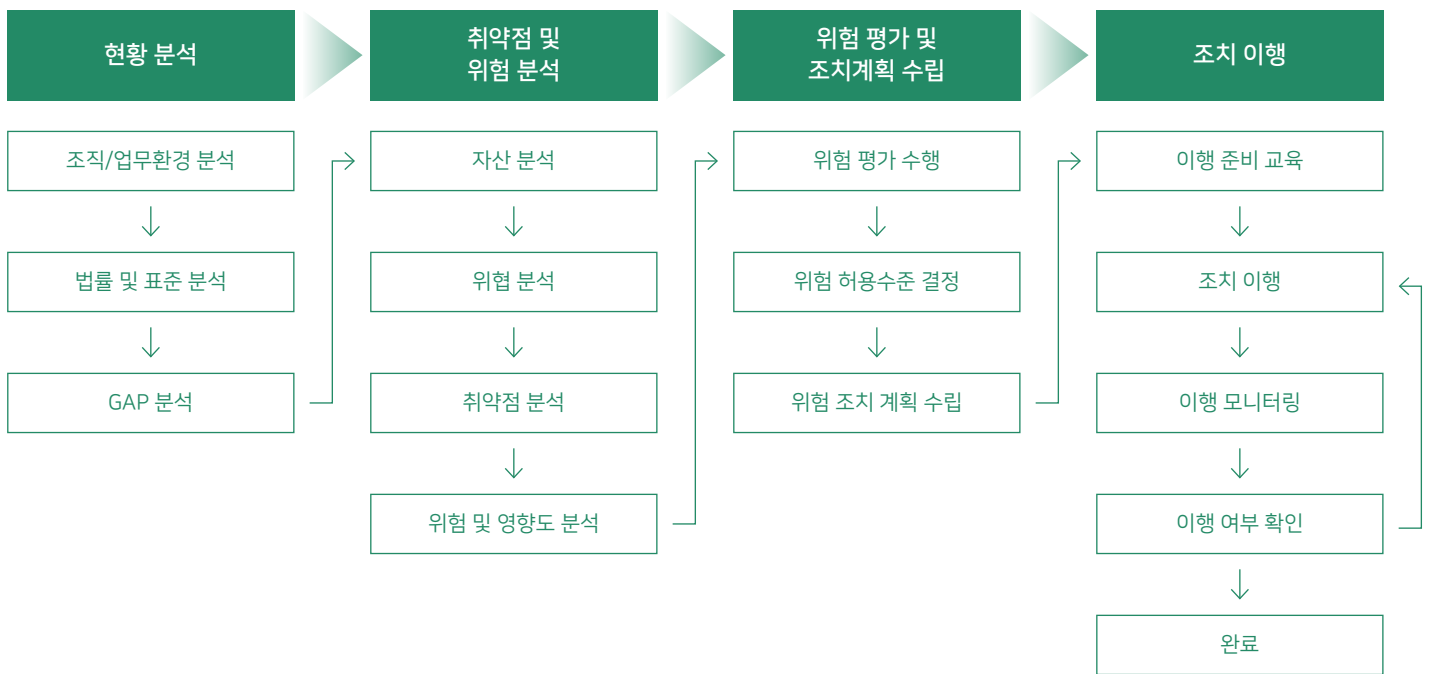 현황 분석
취약점 및
위험 분석
위험 평가 및
조치계획 수립
조치 이행
조직/업무환경 분석
법률 및 표준 분석
GAP 분석
자산 분석
위협 분석
취약점 분석
위험 및 영향도 분석
위험 평가 수행
위험 허용수준 결정
위험 조치 계획 수립
이행 준비 교육
조치 이행
이행 모니터링
이행 여부 확인
완료